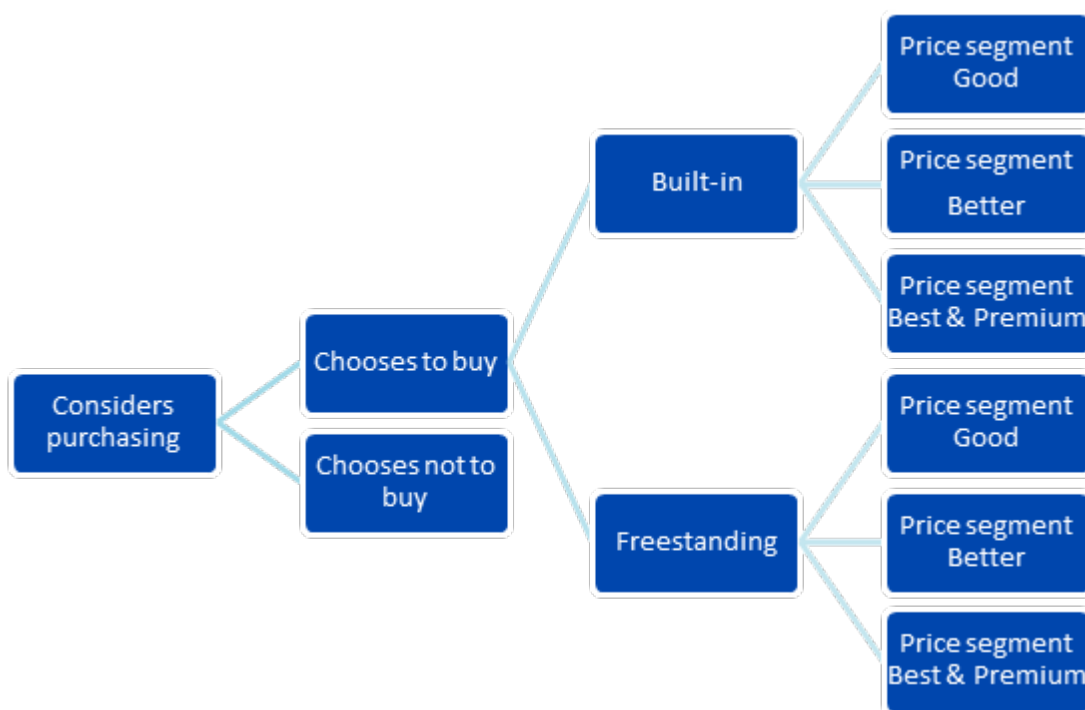 Considers
purchasing
Chooses to buy
Chooses not to
buy
Built-in
Freestanding
Price segment
Good
Price segment
Better
Price segment
Best & Premium
Price segment
Good
Price segment
Better
Price segment
Best & Premium